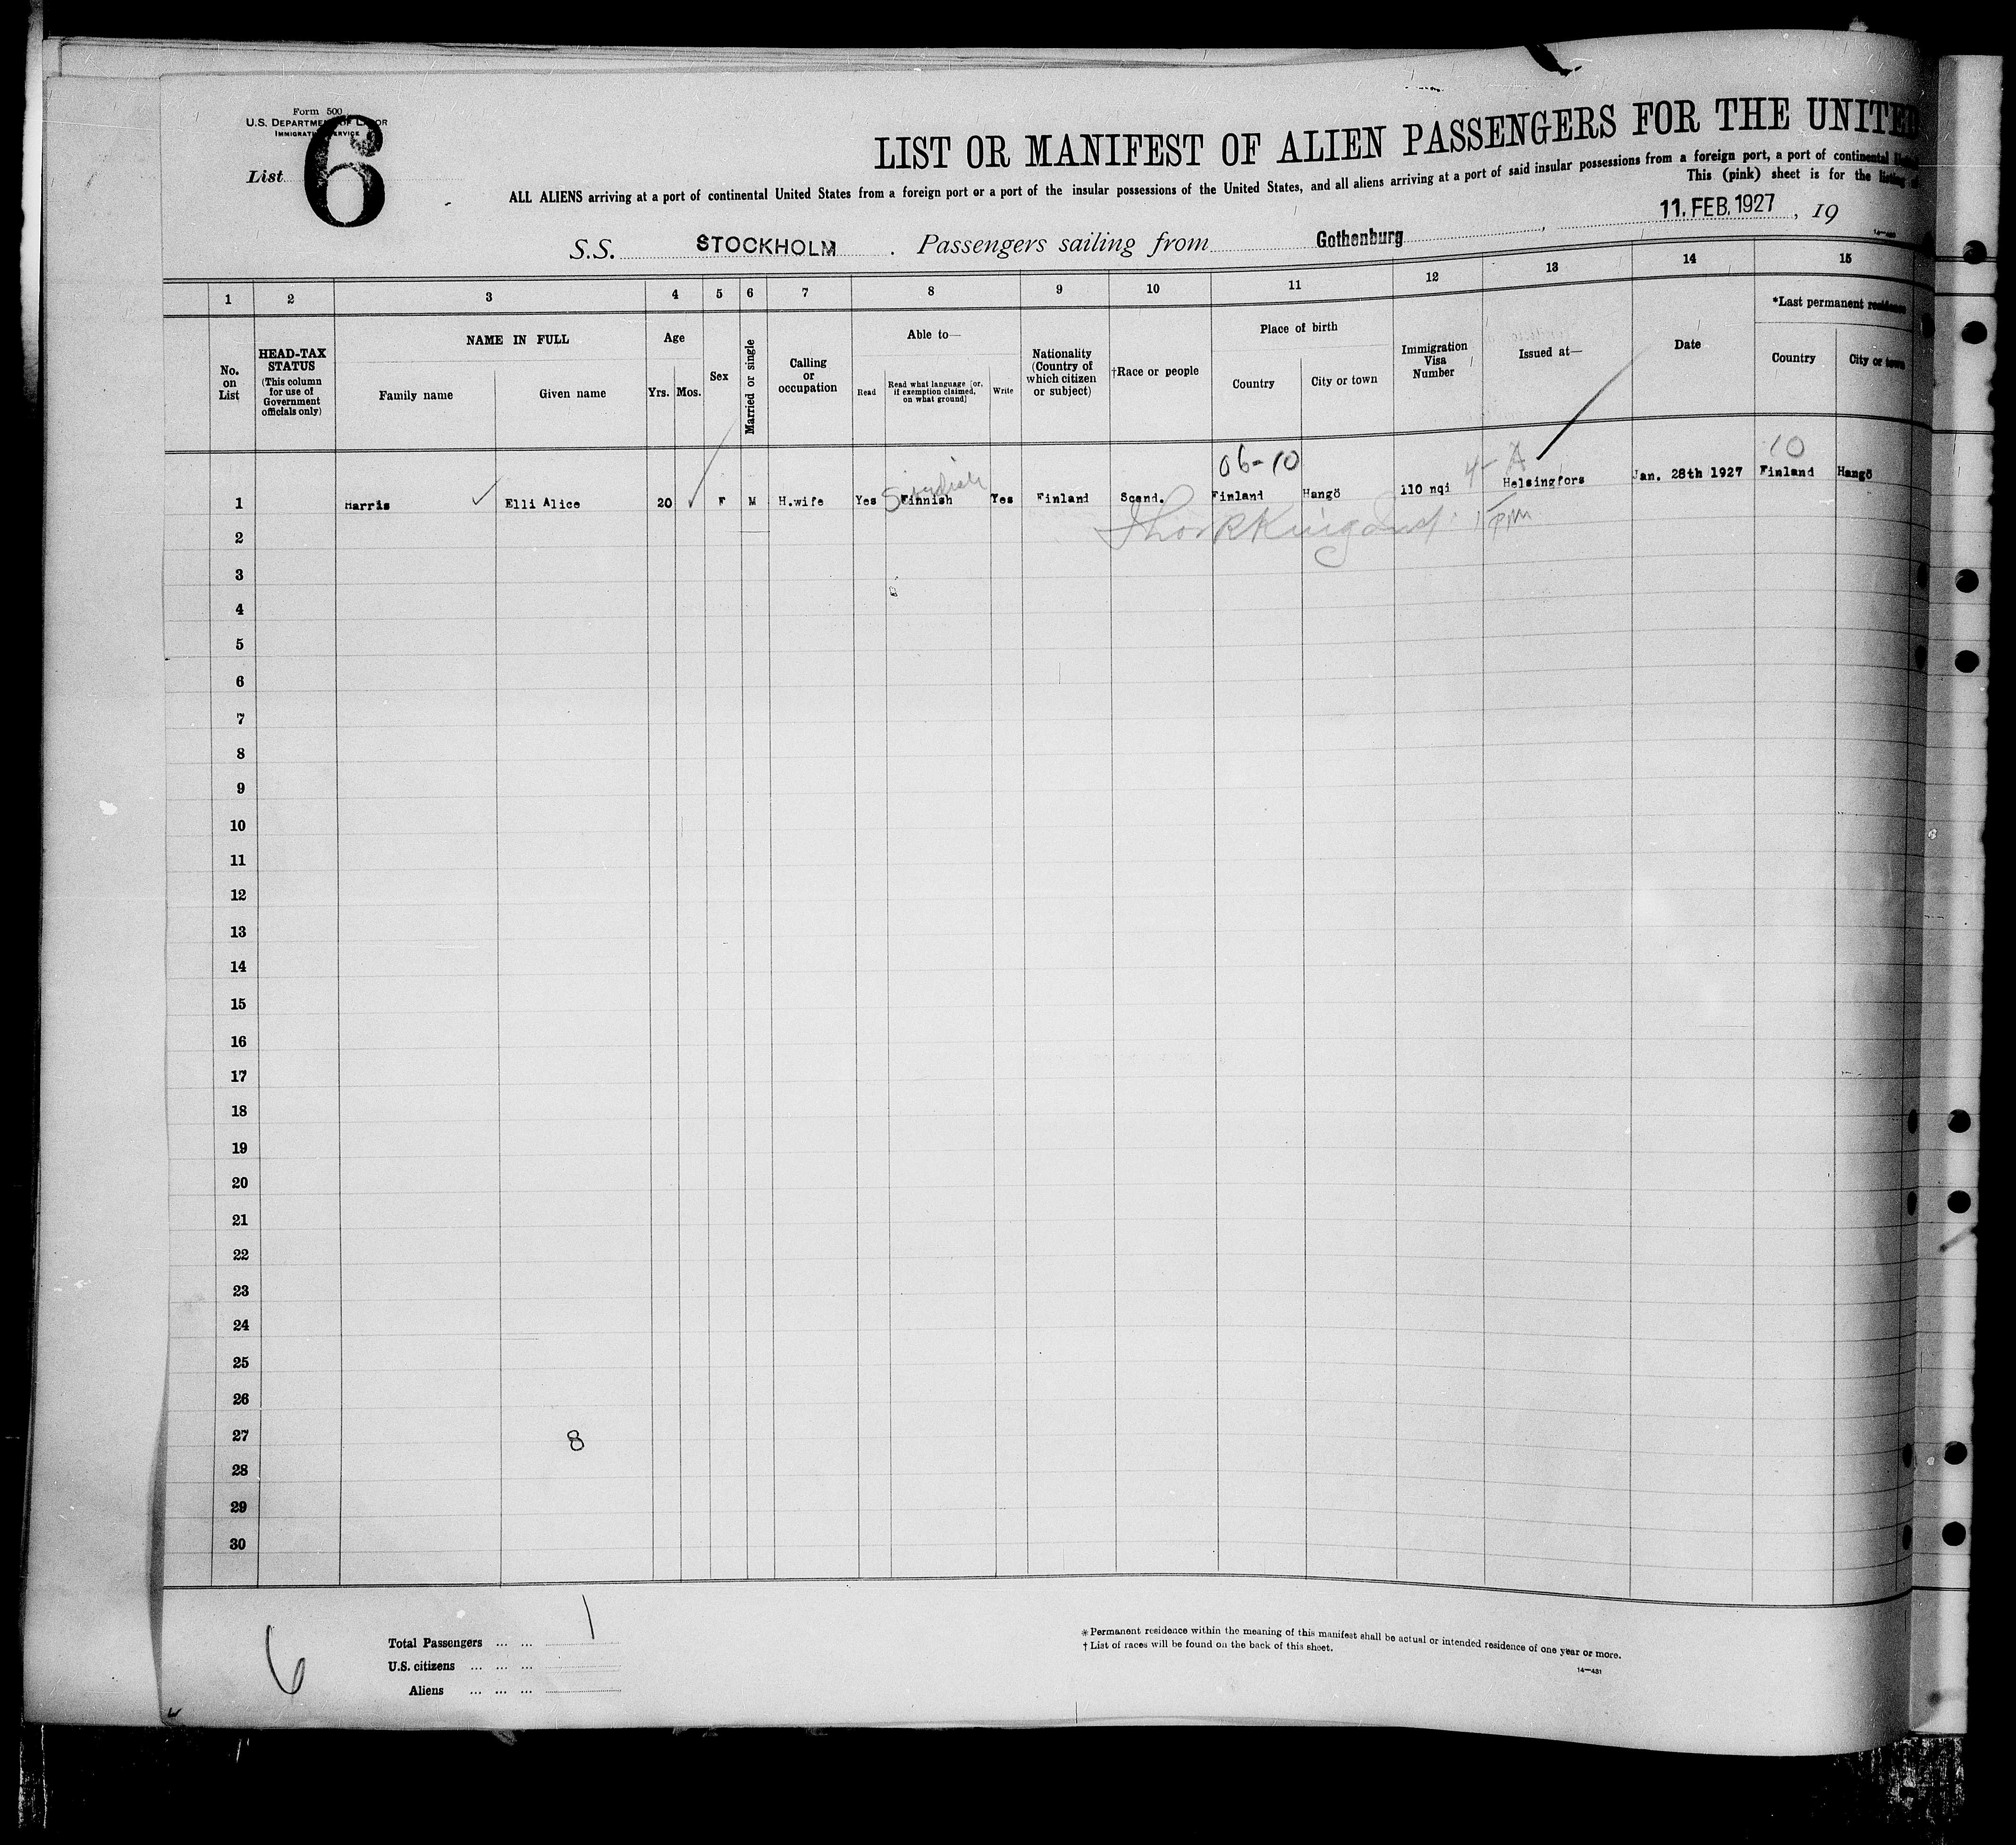 Form 500
U.S. DEPARTMENT OF LABOR
IMMIGRATION SERVICE
List 6
LIST OR MANIFEST OF ALIEN PASSENGERS FOR THE UNITED
ALL ALIENS arriving at a port of continental United States from a foreign port or a port of the insular possessions of the United States, and all aliens arriving at a port of said insular possessions from a foreign port, a port of continental
This (pink) sheet is for the listing
S.S. STOCKHOLM . Passengers sailing from Gothenburg , 11. FEB. 1927 , 19
1 2 3 4 5 6 7 8 9 10 11 12 13 14 15
No. on List
HEAD-TAX STATUS (This column for use of Government officials only)
NAME IN FULL
Family name Given name
Age
Yrs. Mos.
Sex
Married or single
Calling or occupation
Able to—
Read Read what language [or, if exemption claimed, on what ground] Write
Nationality (Country of which citizen or subject)
†Race or people
Place of birth
Country City or town
Immigration Visa Number
Issued at—
Date
*Last permanent residence
Country City or town
06-10 4- A 10
Swedish
1 Harris Elli Alice 20 F M H.wife Yes Finnish Yes Finland Scand. Finland Hangö 110 nqi Helsingfors Jan. 28th 1927 Finland Hangö
2
3
4
5
6
7
8
9
10
11
12
13
14
15
16
17
18
19
20
21
22
23
24
25
26
27 8
28
29
30
6
Total Passengers ... ... 1
U.S. citizens ... ... ...
Aliens ... ... ...
* Permanent residence within the meaning of this manifest shall be actual or intended residence of one year or more.
† List of races will be found on the back of this sheet.
14—431